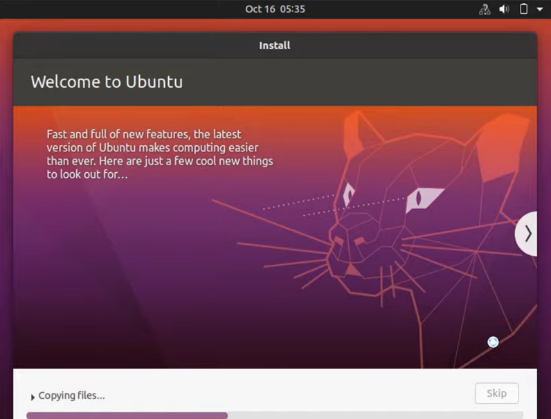 Oct 16 05:35
Install
Welcome to Ubuntu
Fast and full of new features, the latest
version of Ubuntu makes computing easier
than ever. Here are just a few cool new things
to look out for...
Copying files...
Skip